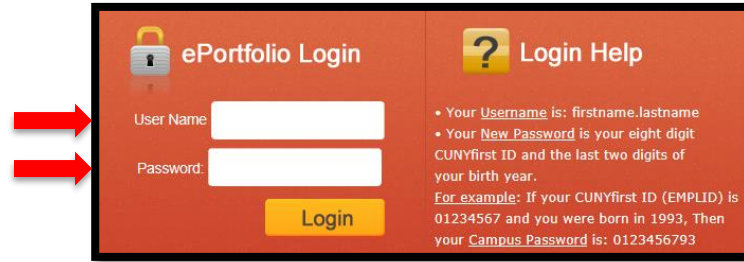 ePortfolio Login
User Name
Password:
Login
? Login Help
• Your Username is: firstname.lastname
• Your New Password is your eight digit
CUNYfirst ID and the last two digits of
your birth year.
For example: If your CUNYfirst ID (EMPLID) is
01234567 and you were born in 1993, Then
your Campus Password is: 0123456793